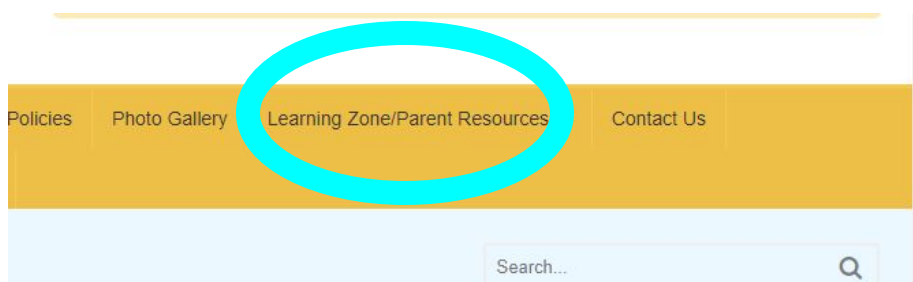 Policies Photo Gallery Learning Zone/Parent Resources Contact Us
Search...